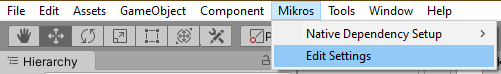 File Edit Assets GameObject Component Mikros Tools Window Help
Native Dependency Setup
Edit Settings
Hierarchy